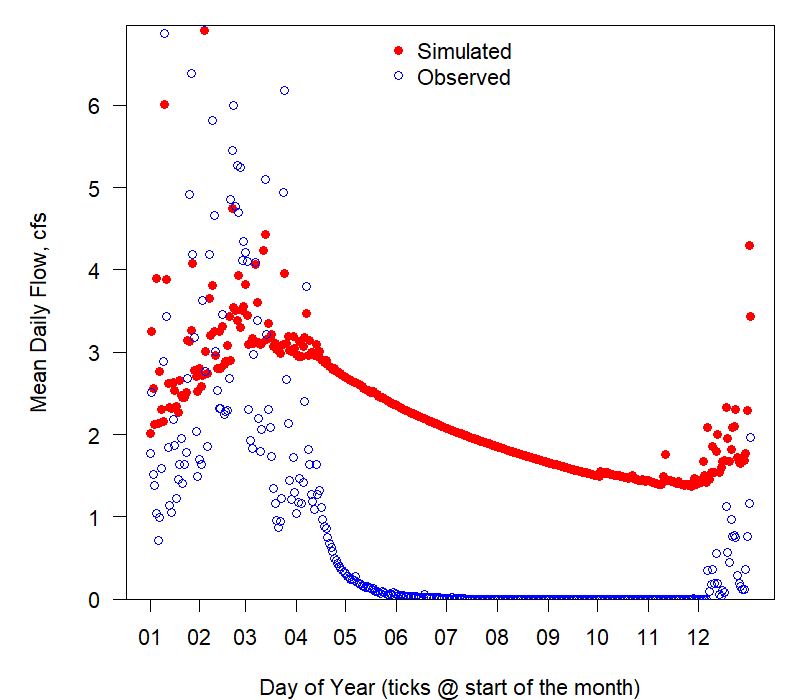 Simulated
Observed
6
5
4
3
2
1
0
Mean Daily Flow, cfs
01 02 03 04 05 06 07 08 09 10 11 12
Day of Year (ticks @ start of the month)